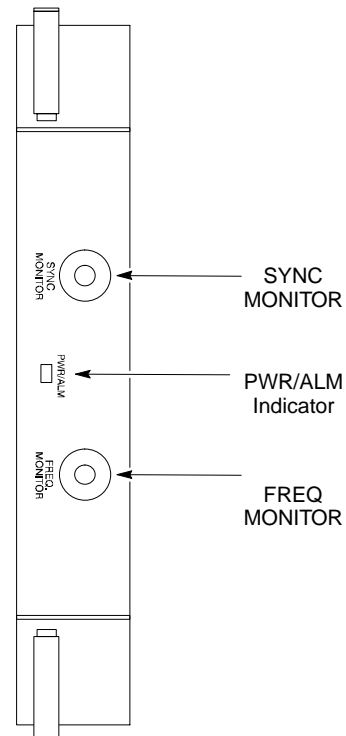 SYNC
MONITOR
SYNC
MONITOR
PWR/ALM
PWR/ALM
Indicator
FREQ.
MONITOR
FREQ
MONITOR